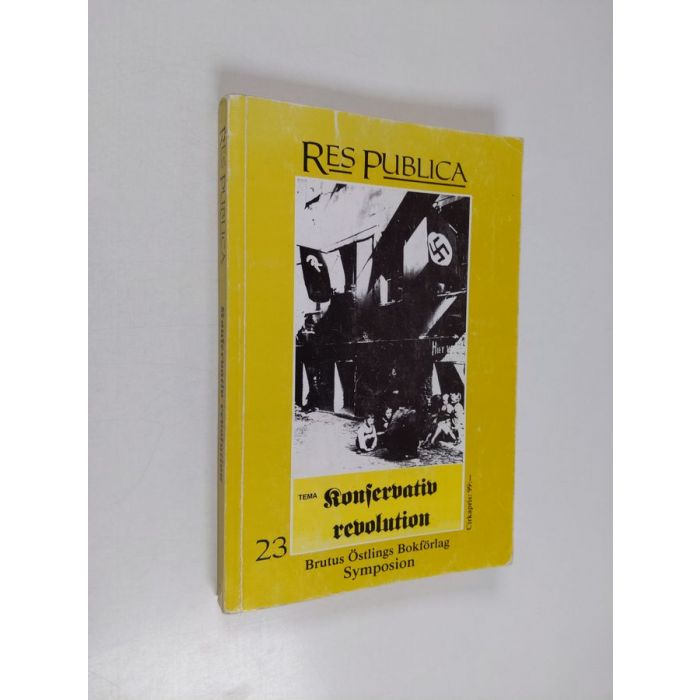 RES PUBLICA
TEMA Konservativ
revolution
Cirkapris: 99:—
23
Brutus Östlings Bokförlag
Symposion
RES PUBLICA Konservativ revolution